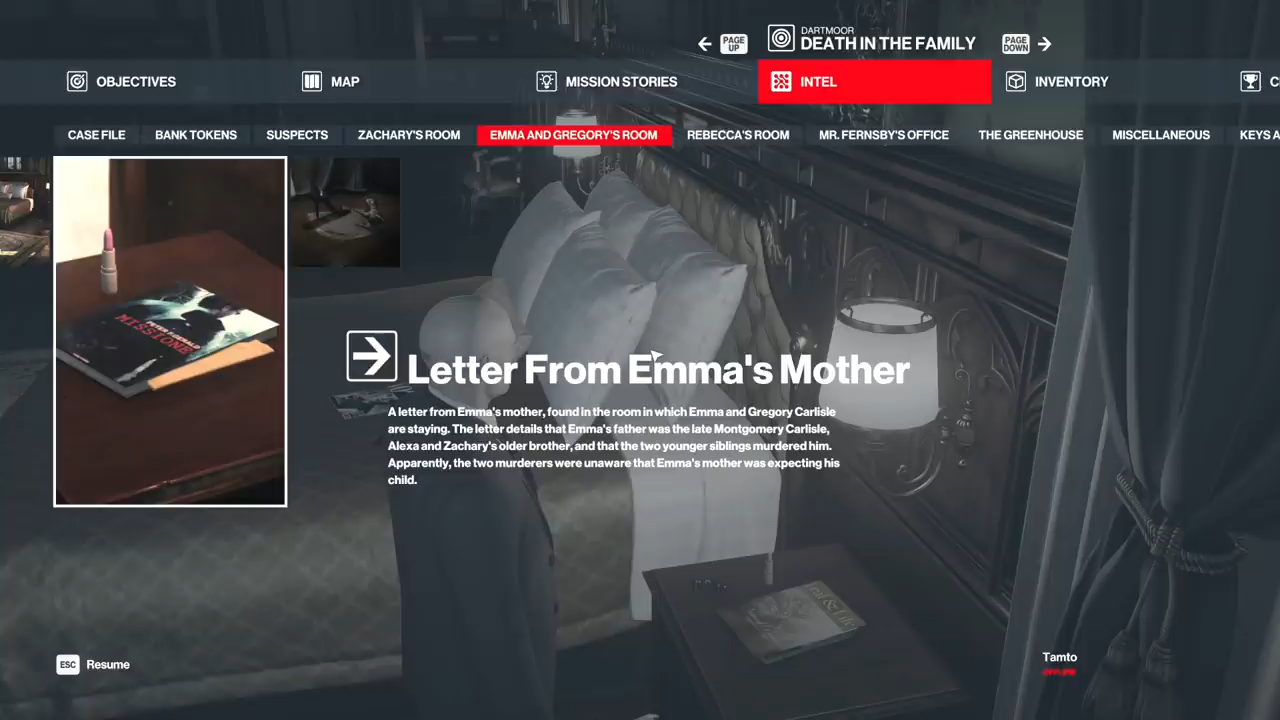 PAGE UP
DARTMOOR
DEATH IN THE FAMILY
PAGE DOWN
OBJECTIVES
MAP
MISSION STORIES
INTEL
INVENTORY
C
CASE FILE
BANK TOKENS
SUSPECTS
ZACHARY'S ROOM
EMMA AND GREGORY'S ROOM
REBECCA'S ROOM
MR. FERNSBY'S OFFICE
THE GREENHOUSE
MISCELLANEOUS
KEYS A
Letter From Emma's Mother
A letter from Emma's mother, found in the room in which Emma and Gregory Carlisle
are staying. The letter details that Emma's father was the late Montgomery Carlisle,
Alexa and Zachary's older brother, and that the two younger siblings murdered him.
Apparently, the two murderers were unaware that Emma's mother was expecting his
child.
ESC Resume
Tamto
OFFLINE